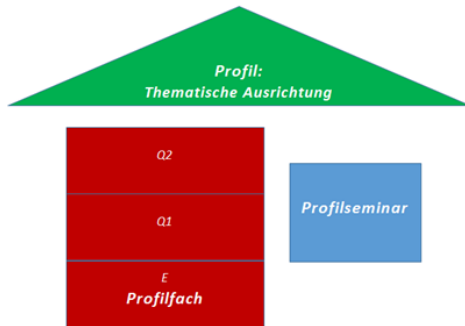 Profil:
Thematische Ausrichtung
Q2
Q1
Profilseminar
E
Profilfach